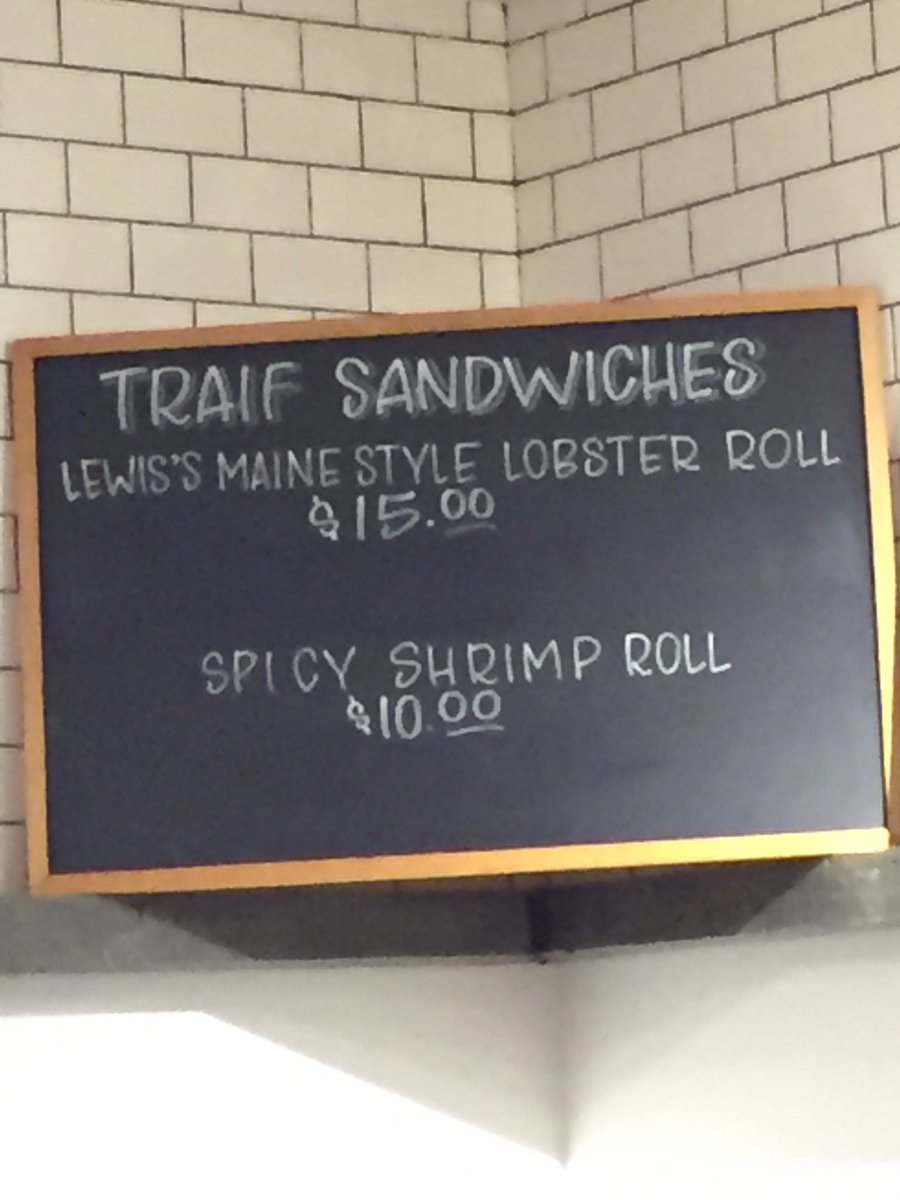 TRAIF SANDWICHES
LEWIS'S MAINE STYLE LOBSTER ROLL
$15.00
SPICY SHRIMP ROLL
$10.00